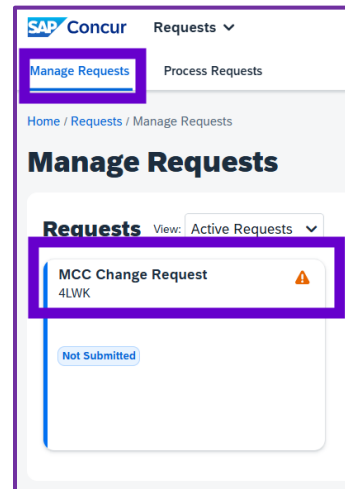 SAP Concur Requests
Manage Requests Process Requests
Home / Requests / Manage Requests
Manage Requests
Requests View: Active Requests
MCC Change Request
4LWK
Not Submitted